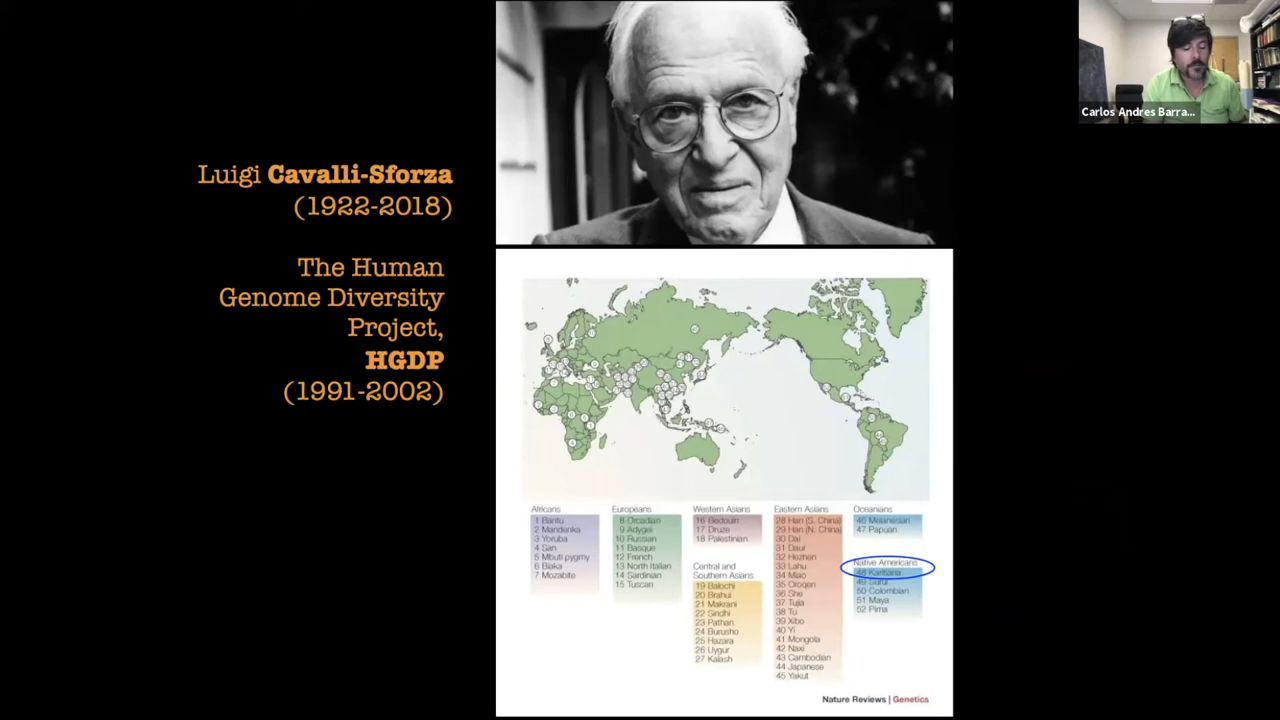 Luigi Cavalli-Sforza
(1922-2018)
The Human
Genome Diversity
Project,
HGDP
(1991-2002)
Carlos Andres Barra...
Africans
1 Bantu
2 Mandenka
3 Yoruba
4 San
5 Mbuti pygmy
6 Biaka
7 Mozabite
Europeans
8 Orcadian
9 Adygei
10 Russian
11 Basque
12 French
13 North Italian
14 Sardinian
15 Tuscan
Western Asians
16 Bedouin
17 Druze
18 Palestinian
Central and
Southern Asians
19 Balochi
20 Brahui
21 Makrani
22 Sindhi
23 Pathan
24 Burusho
25 Hazara
26 Uygur
27 Kalash
Eastern Asians
28 Han (S. China)
29 Han (N. China)
30 Dai
31 Daur
32 Hezhen
33 Lahu
34 Miao
35 Oroqen
36 She
37 Tujia
38 Tu
39 Xibo
40 Yi
41 Mongola
42 Naxi
43 Cambodian
44 Japanese
45 Yakut
Oceanians
46 Melanesian
47 Papuan
Native Americans
48 Karitiana
49 Surui
50 Colombian
51 Maya
52 Pima
Nature Reviews | Genetics